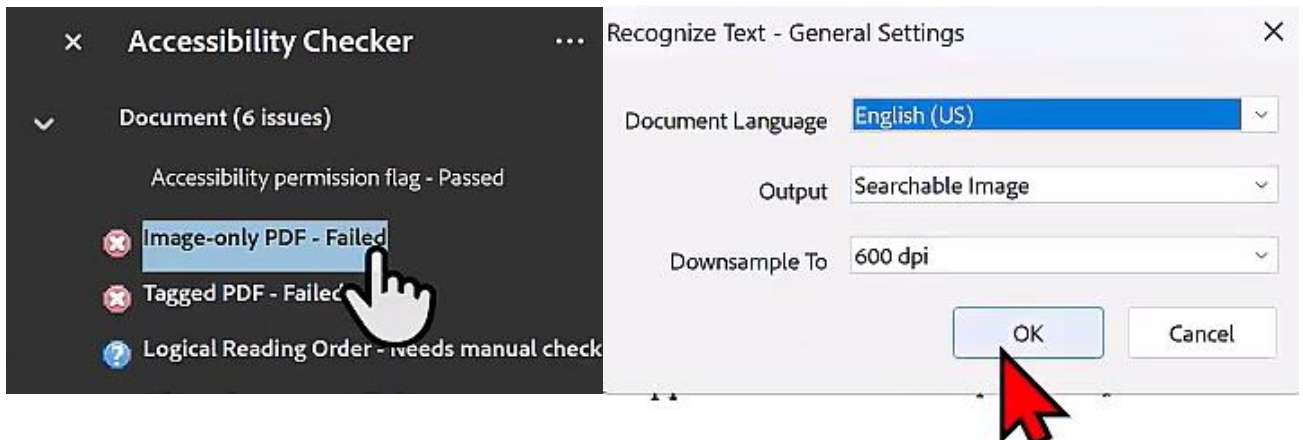 Accessibility Checker
Document (6 issues)
Accessibility permission flag - Passed
Image-only PDF - Failed
Tagged PDF - Failed
Logical Reading Order - Needs manual check
Recognize Text - General Settings
Document Language English (US)
Output Searchable Image
Downsample To 600 dpi
OK Cancel